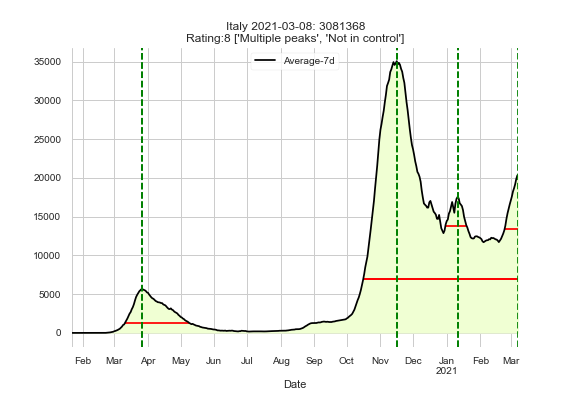 Italy 2021-03-08: 3081368
Rating:8 ['Multiple peaks', 'Not in control']
Average-7d
35000
30000
25000
20000
15000
10000
5000
0
Feb Mar Apr May Jun Jul Aug Sep Oct Nov Dec Jan Feb Mar
2021
Date